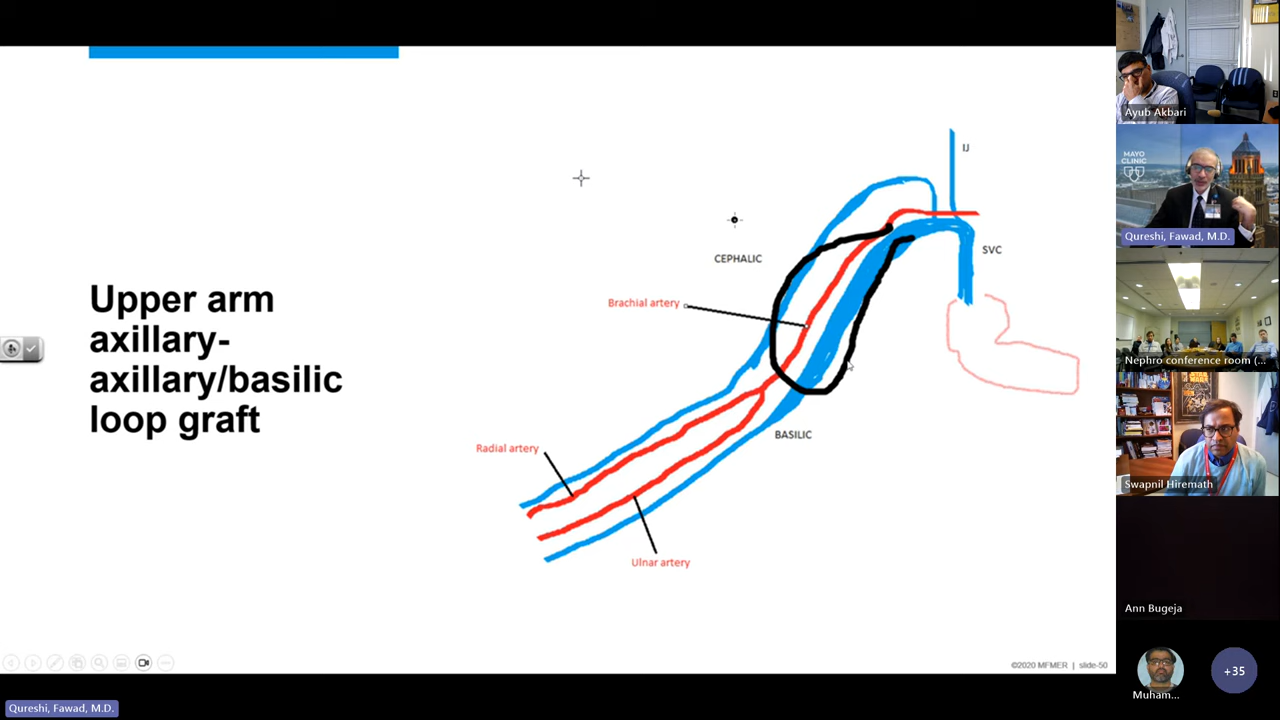 Upper arm
axillary-
axillary/basilic
loop graft
IJ
SVC
CEPHALIC
Brachial artery
BASILIC
Radial artery
Ulnar artery
©2020 MFMER | slide-50
Qureshi, Fawad, M.D.
Ayub Akbari
MAYO
CLINIC
Qureshi, Fawad, M.D.
Nephro conference room (...
STAR
WARS
Swapnil Hiremath
Ann Bugeja
Muham...
+35